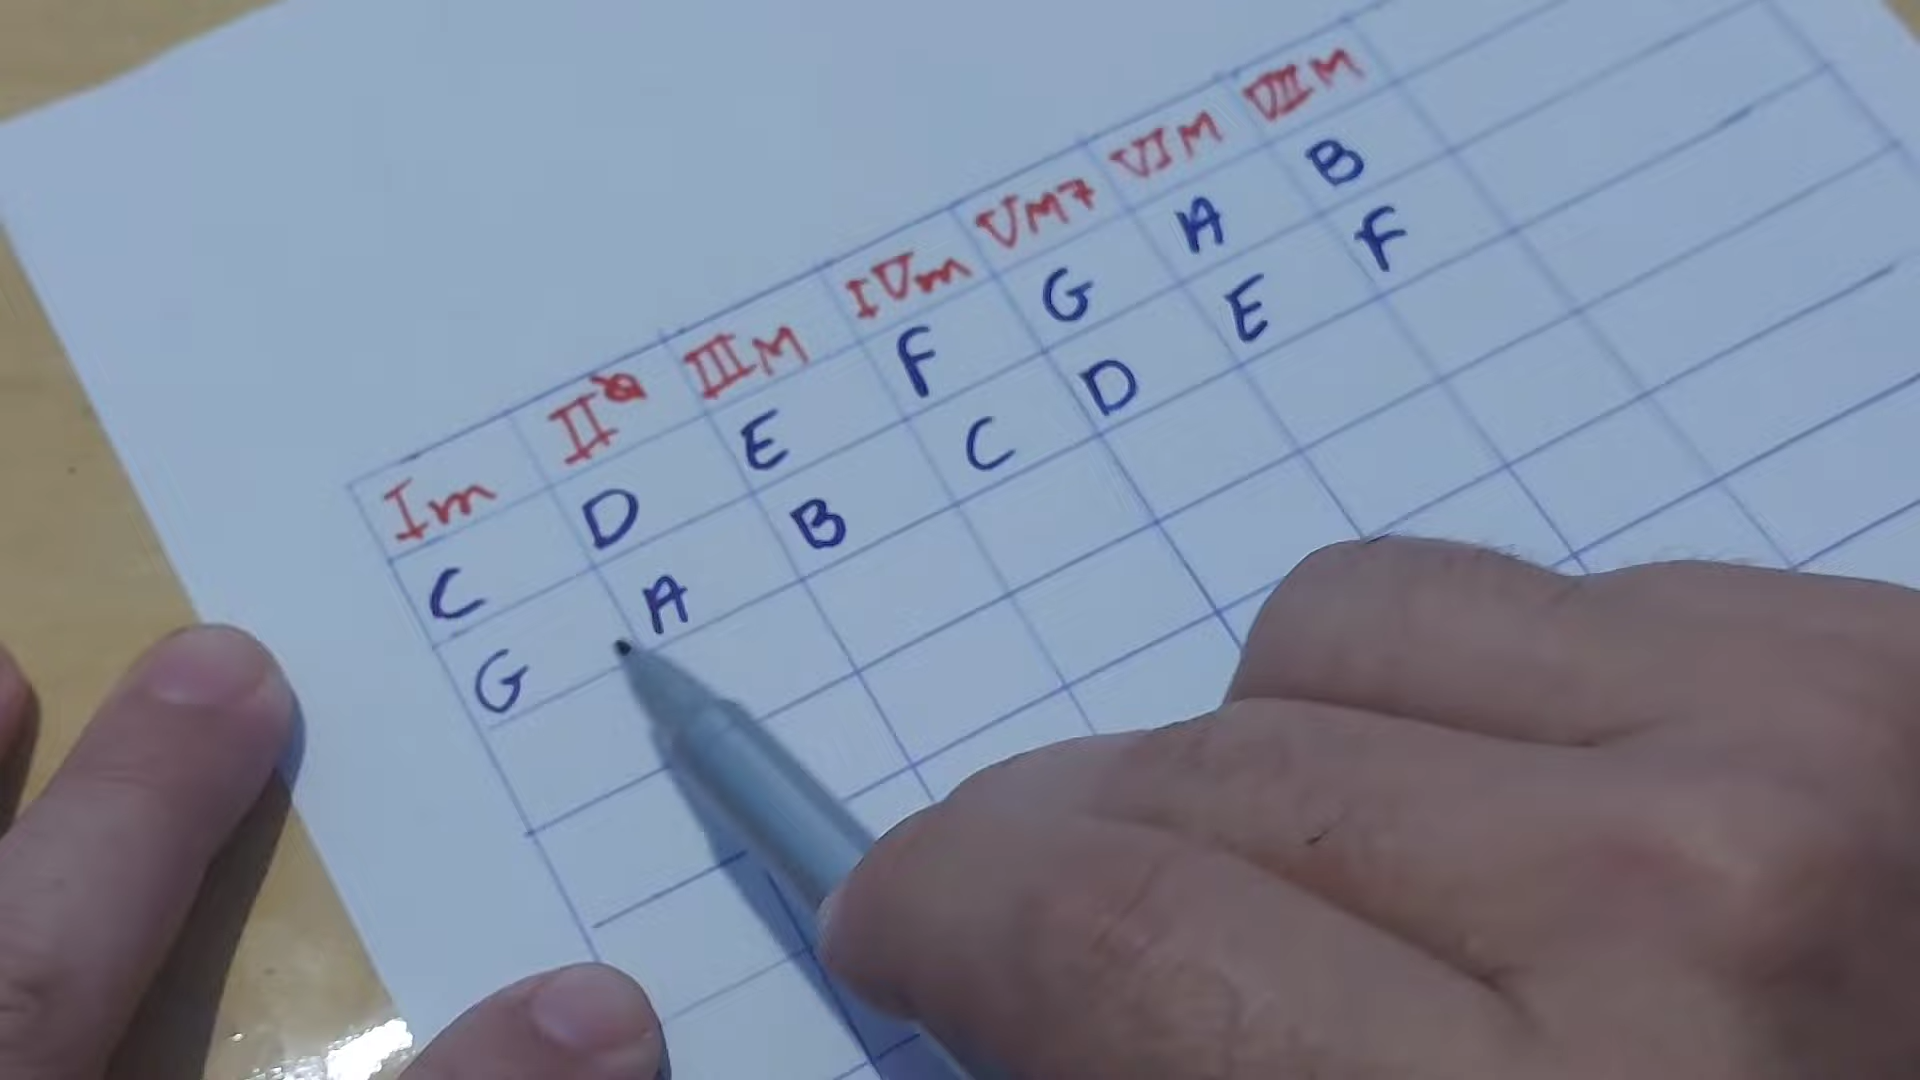 Im IIø IIIM IVm VM7 VIM VIIM
C D E F G A B
G A B C D E F